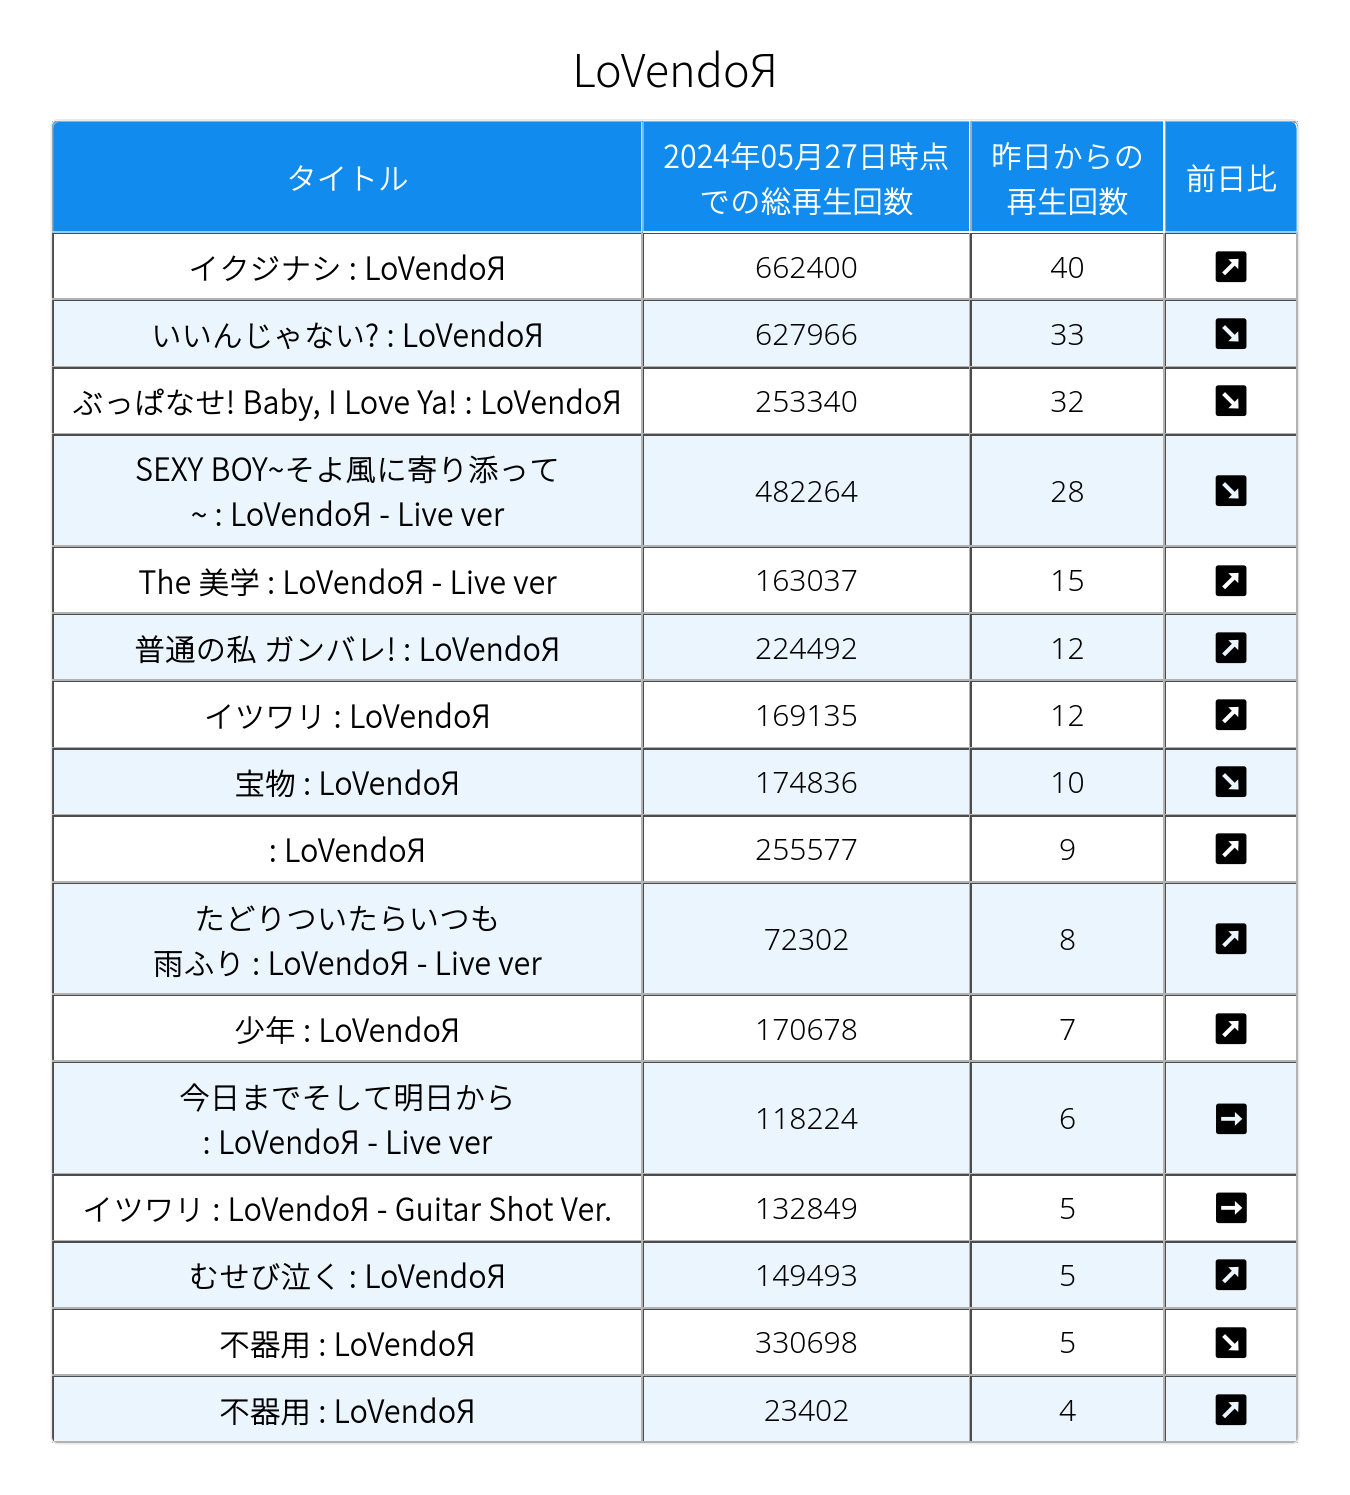 LoVendoЯ
タイトル
2024年05月27日時点
での総再生回数
昨日からの
再生回数
前日比
イクジナシ : LoVendoЯ 662400 40
いいんじゃない? : LoVendoЯ 627966 33
ぶっぱなせ! Baby, I Love Ya! : LoVendoЯ 253340 32
SEXY BOY~そよ風に寄り添って
~ : LoVendoЯ - Live ver 482264 28
The 美学 : LoVendoЯ - Live ver 163037 15
普通の私 ガンバレ! : LoVendoЯ 224492 12
イツワリ : LoVendoЯ 169135 12
宝物 : LoVendoЯ 174836 10
: LoVendoЯ 255577 9
たどりついたらいつも
雨ふり : LoVendoЯ - Live ver 72302 8
少年 : LoVendoЯ 170678 7
今日までそして明日から
: LoVendoЯ - Live ver 118224 6
イツワリ : LoVendoЯ - Guitar Shot Ver. 132849 5
むせび泣く : LoVendoЯ 149493 5
不器用 : LoVendoЯ 330698 5
不器用 : LoVendoЯ 23402 4